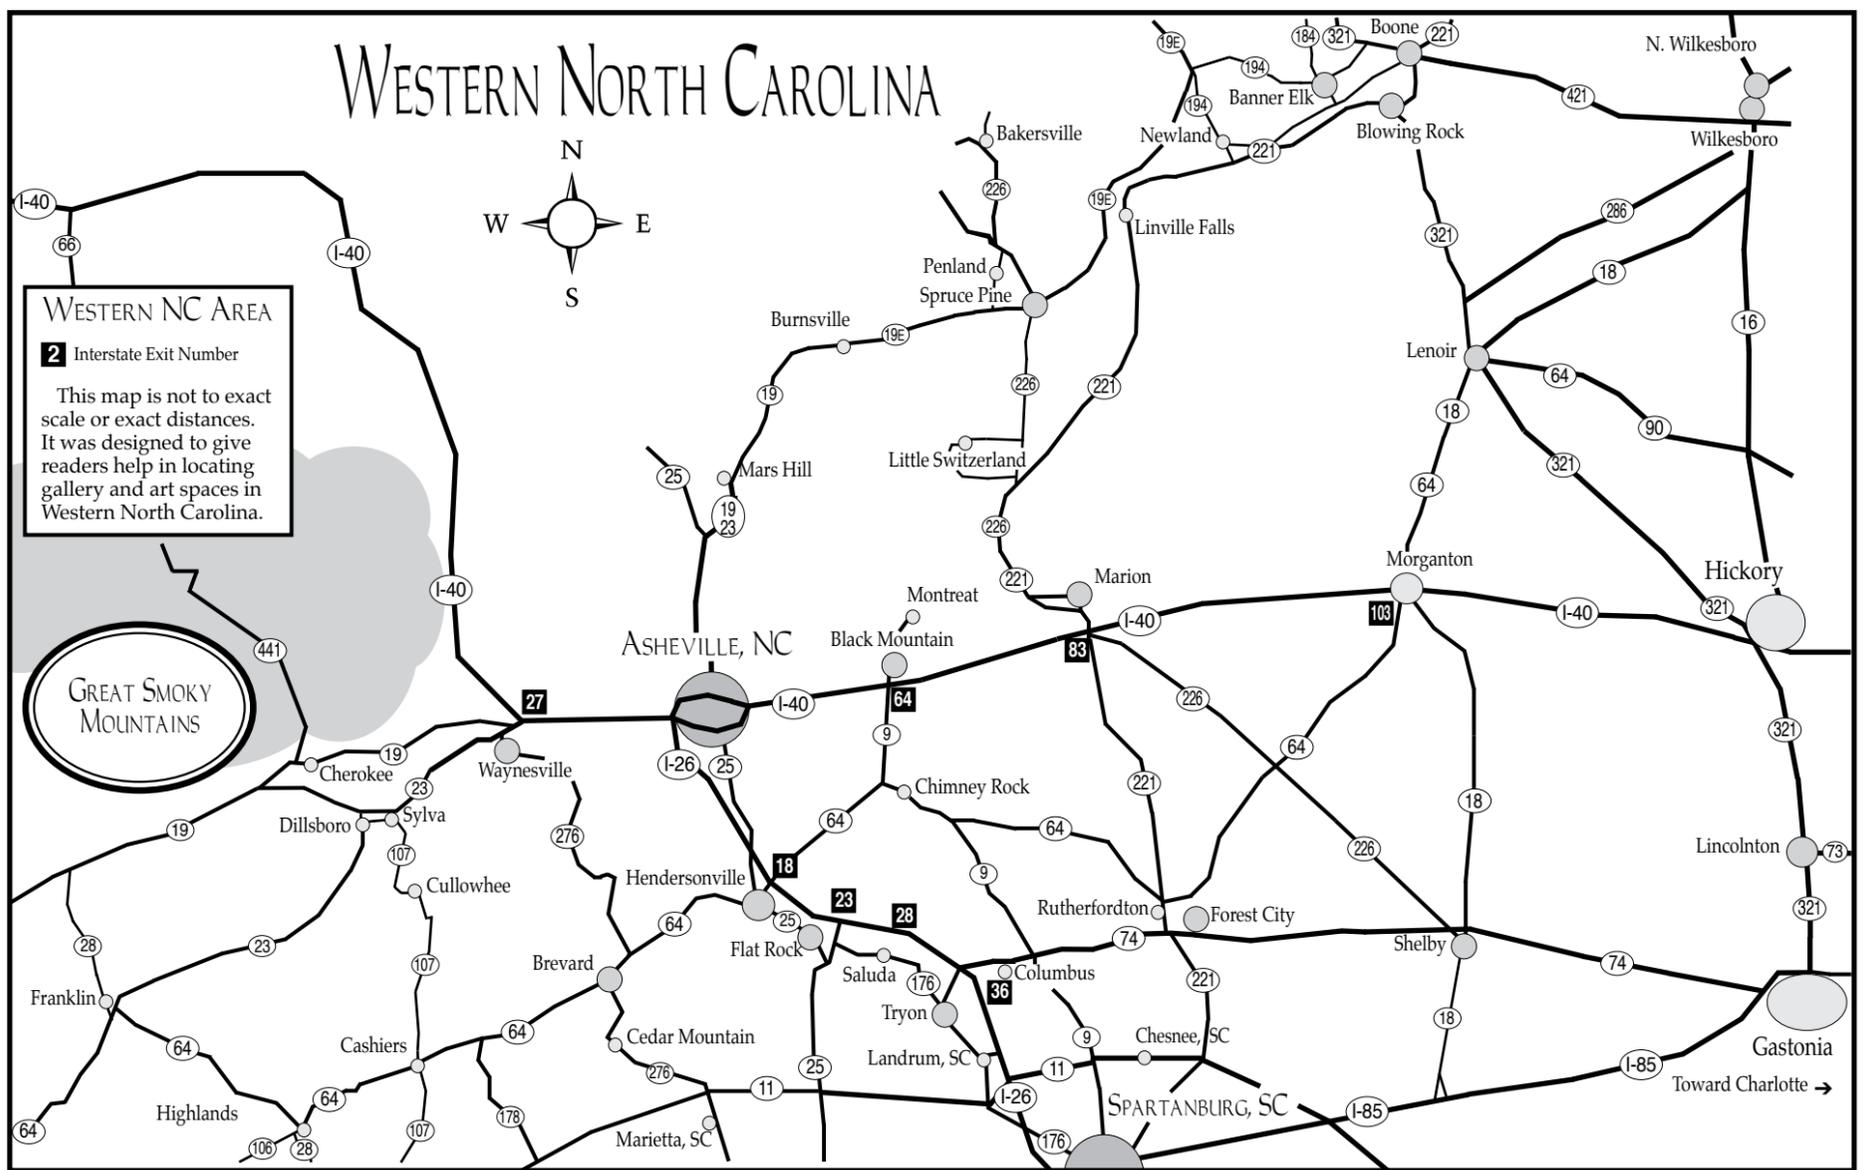 WESTERN NORTH CAROLINA
N
W
E
S
WESTERN NC AREA
2 Interstate Exit Number
This map is not to exact
scale or exact distances.
It was designed to give
readers help in locating
gallery and art spaces in
Western North Carolina.
GREAT SMOKY
MOUNTAINS
I-40
66
I-40
I-40
441
27
19
Cherokee
23
Waynesville
19
Dillsboro
Sylva
107
Cullowhee
28
23
107
Franklin
64
Cashiers
64
64
Highlands
64
106
28
107
178
276
Brevard
64
Cedar Mountain
276
11
Marietta, SC
Hendersonville
25
Flat Rock
25
18
23
28
Saluda
176
Tryon
Landrum, SC
36
Columbus
11
I-26
176
9
Chesnee, SC
SPARTANBURG, SC
I-85
I-85
Toward Charlotte →
Gastonia
ASHEVILLE, NC
I-26
25
I-40
25
19
23
Mars Hill
19
Burnsville
19E
Spruce Pine
Penland
226
Bakersville
226
Little Switzerland
226
221
Marion
83
I-40
Montreat
Black Mountain
64
9
Chimney Rock
64
64
9
74
Rutherfordton
Forest City
221
221
226
226
64
Shelby
18
18
74
Morganton
103
I-40
64
18
Lenoir
321
286
18
64
90
321
321
Hickory
16
321
Lincolnton
73
321
19E
194
194
184
321
Boone
221
Banner Elk
Newland
221
Blowing Rock
421
N. Wilkesboro
Wilkesboro
19E
Linville Falls
221